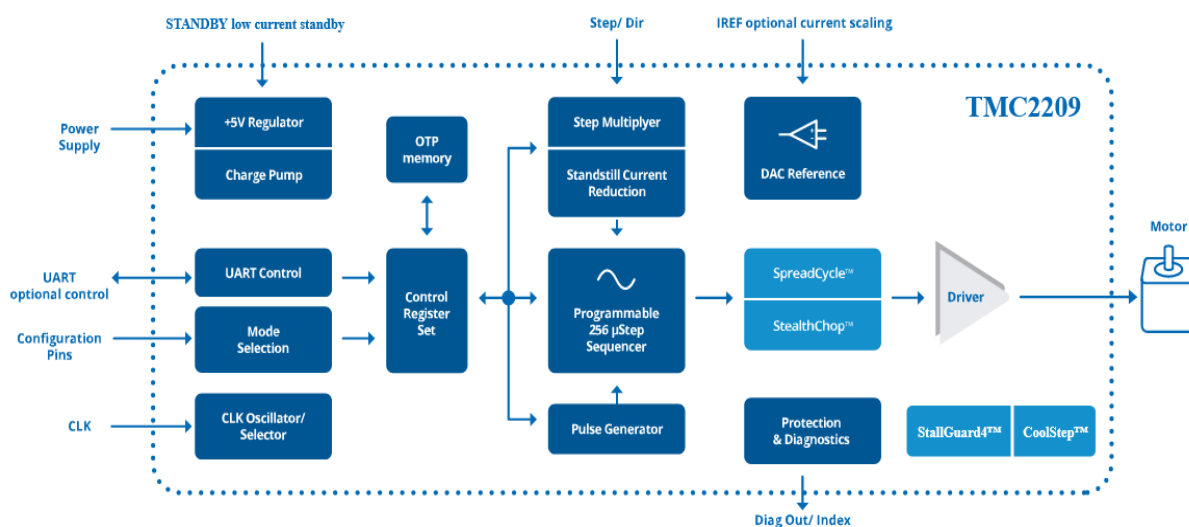 STANDBY low current standby
Step/ Dir
IREF optional current scaling
TMC2209
Power
Supply
+5V Regulator
Charge Pump
OTP
memory
Step Multiplyer
Standstill Current
Reduction
DAC Reference
Motor
UART
optional control
UART Control
Control
Register
Set
Programmable
256 µStep
Sequencer
SpreadCycle™
StealthChop™
Driver
Configuration
Pins
Mode
Selection
CLK
CLK Oscillator/
Selector
Pulse Generator
Protection
& Diagnostics
StallGuard4™
CoolStep™
Diag Out/ Index